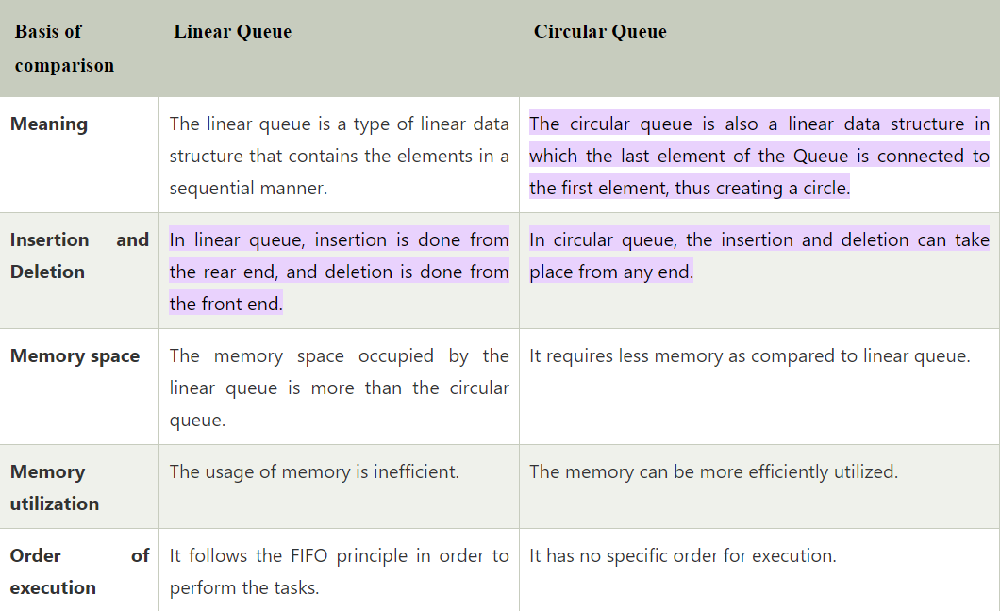 Basis of
comparison
Linear Queue
Circular Queue
Meaning
The linear queue is a type of linear data
structure that contains the elements in a
sequential manner.
The circular queue is also a linear data structure in
which the last element of the Queue is connected to
the first element, thus creating a circle.
Insertion and
Deletion
In linear queue, insertion is done from
the rear end, and deletion is done from
the front end.
In circular queue, the insertion and deletion can take
place from any end.
Memory space
The memory space occupied by the
linear queue is more than the circular
queue.
It requires less memory as compared to linear queue.
Memory
utilization
The usage of memory is inefficient.
The memory can be more efficiently utilized.
Order of
execution
It follows the FIFO principle in order to
perform the tasks.
It has no specific order for execution.